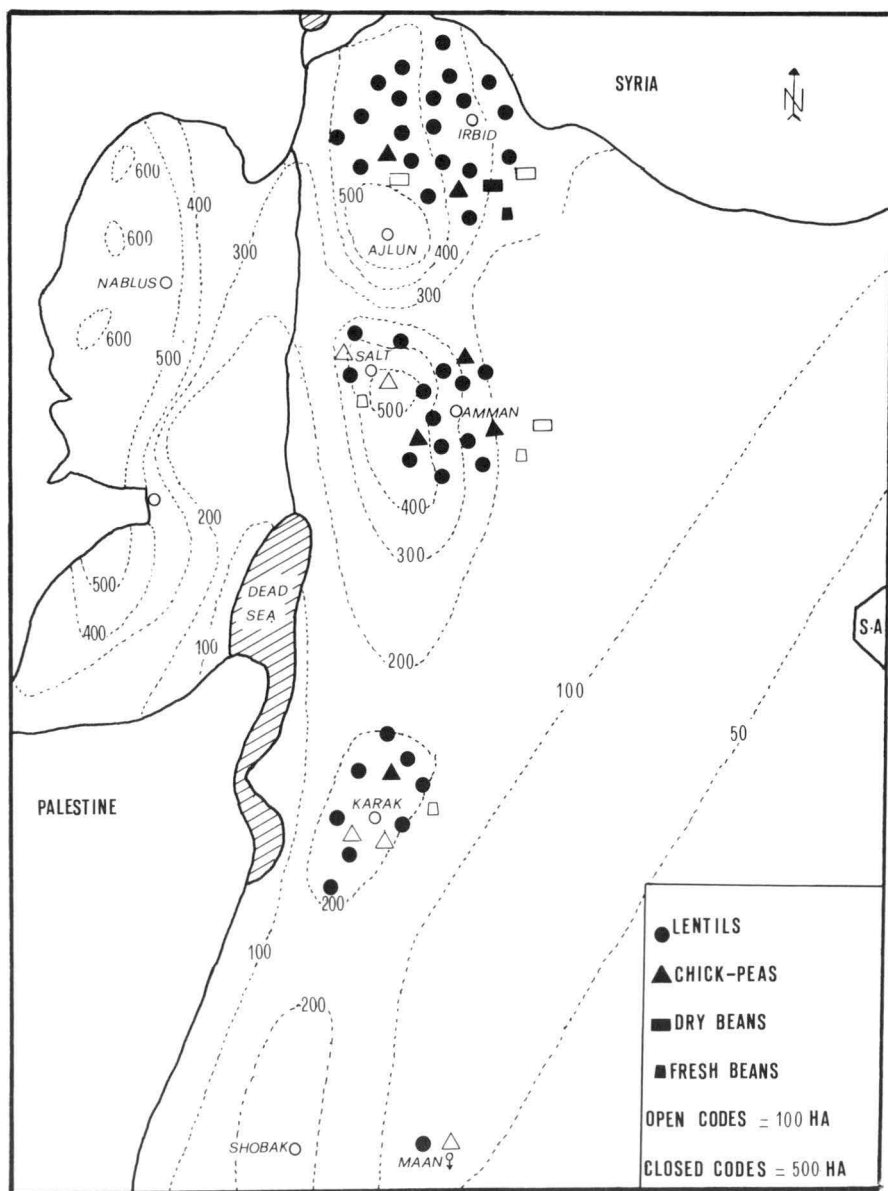 SYRIA
N
IRBID
600
400
500
600
300
AJLUN
400
NABLUS
300
600
500
SALT
500
AMMAN
400
200
300
500
DEAD
SEA
400
100
200
S·A
100
50
PALESTINE
KARAK
200
100
200
SHOBAK
MAAN
LENTILS
CHICK-PEAS
DRY BEANS
FRESH BEANS
OPEN CODES = 100 HA
CLOSED CODES = 500 HA